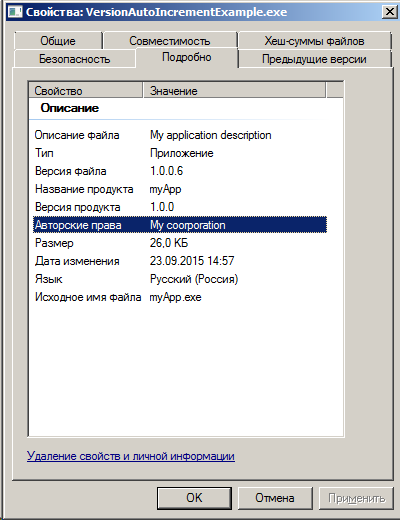 Свойства: VersionAutoIncrementExample.exe
Общие Совместимость Хеш-суммы файлов
Безопасность Подробно Предыдущие версии
Свойство Значение
Описание
Описание файла My application description
Тип Приложение
Версия файла 1.0.0.6
Название продукта myApp
Версия продукта 1.0.0
Авторские права My coorporation
Размер 26,0 КБ
Дата изменения 23.09.2015 14:57
Язык Русский (Россия)
Исходное имя файла myApp.exe
Удаление свойств и личной информации
OK Отмена Применить